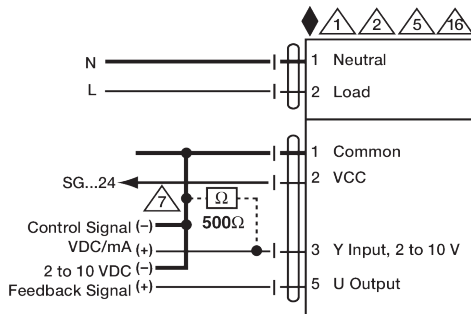 1 2 5 16
N 1 Neutral
L 2 Load
1 Common
SG...24 2 VCC
7 Ω
500Ω
Control Signal (–)
VDC/mA (+) 3 Y Input, 2 to 10 V
2 to 10 VDC (–)
Feedback Signal (+) 5 U Output